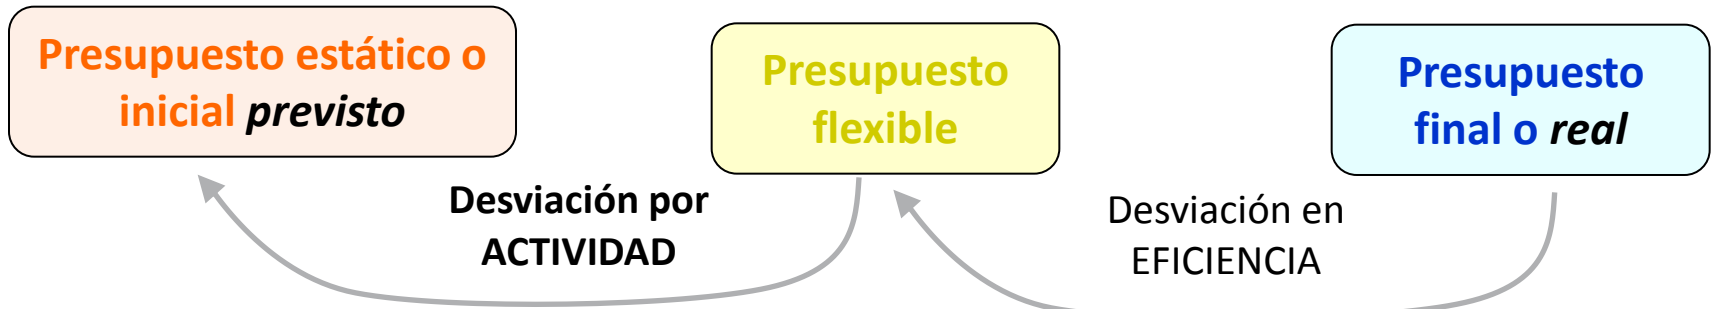 Presupuesto estático o
inicial previsto
Presupuesto
flexible
Presupuesto
final o real
Desviación por
ACTIVIDAD
Desviación en
EFICIENCIA